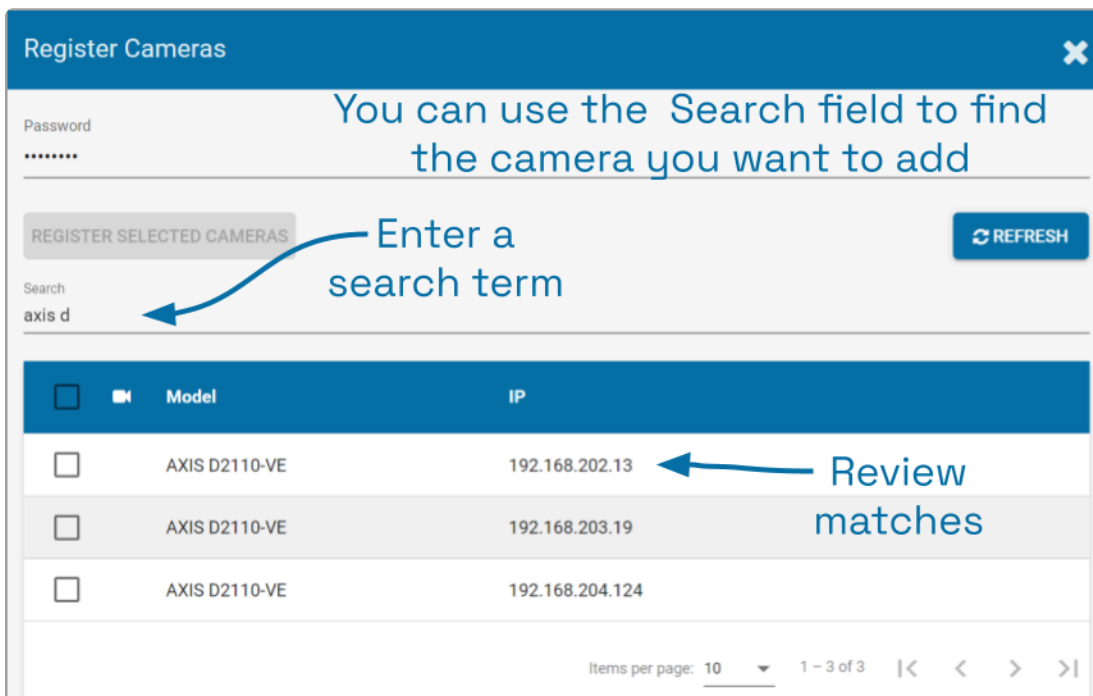 Register Cameras
You can use the Search field to find
the camera you want to add
Password
••••••••
REGISTER SELECTED CAMERAS
Enter a
search term
REFRESH
Search
axis d
Model IP
AXIS D2110-VE 192.168.202.13
Review
matches
AXIS D2110-VE 192.168.203.19
AXIS D2110-VE 192.168.204.124
Items per page: 10 1 – 3 of 3